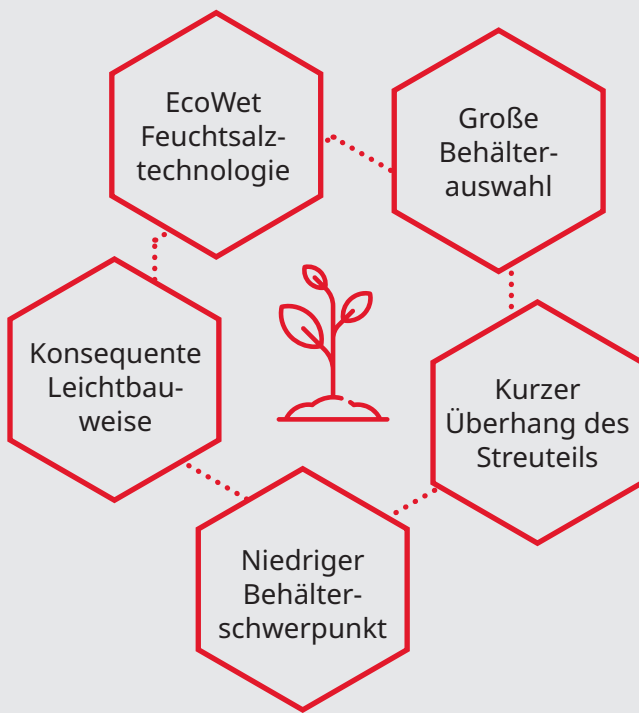 EcoWet
Feuchtsalz-
technologie
Große
Behälter-
auswahl
Konsequente
Leichtbau-
weise
Kurzer
Überhang des
Streuteils
Niedriger
Behälter-
schwerpunkt